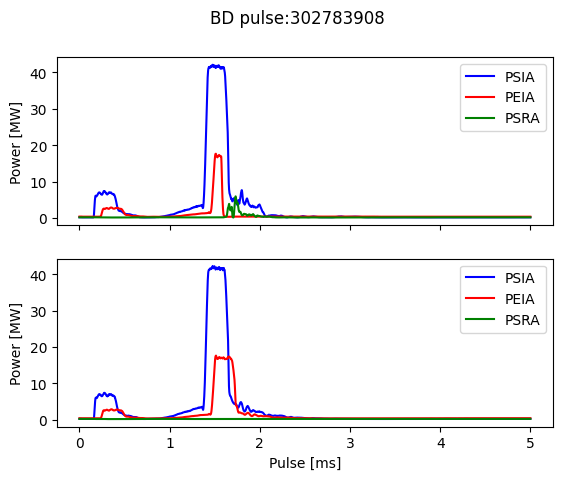 BD pulse:302783908
Power [MW]
40
30
20
10
0
PSIA
PEIA
PSRA
Power [MW]
40
30
20
10
0
PSIA
PEIA
PSRA
0 1 2 3 4 5
Pulse [ms]